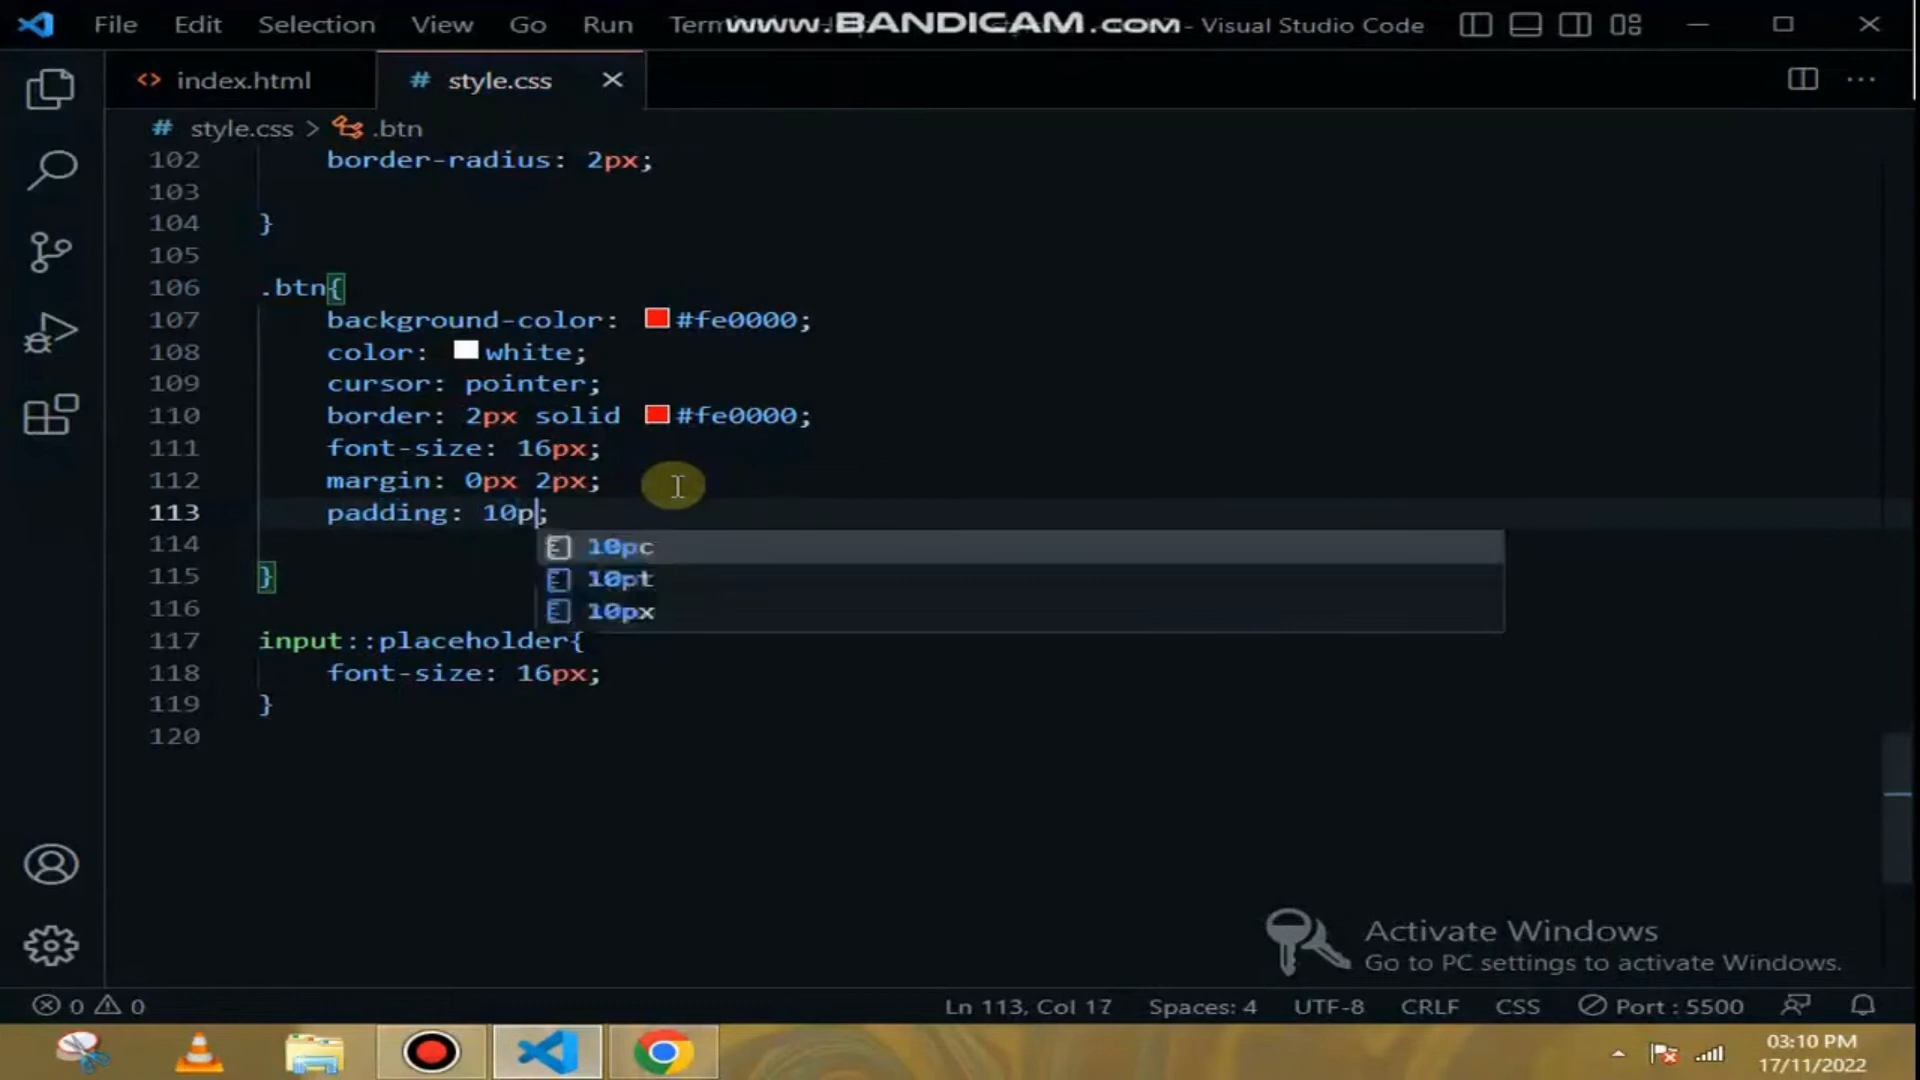 File Edit Selection View Go Run Term www.BANDICAM.com - Visual Studio Code
<> index.html # style.css
# style.css > .btn
102 border-radius: 2px;
103
104 }
105
106 .btn{
107 background-color: #fe0000;
108 color: white;
109 cursor: pointer;
110 border: 2px solid #fe0000;
111 font-size: 16px;
112 margin: 0px 2px;
113 padding: 10p;
10pc
114
10pt
115 }
10px
116
117 input::placeholder{
118 font-size: 16px;
119 }
120
Activate Windows
Go to PC settings to activate Windows.
0 0 Ln 113, Col 17 Spaces: 4 UTF-8 CRLF CSS Port : 5500
03:10 PM
17/11/2022